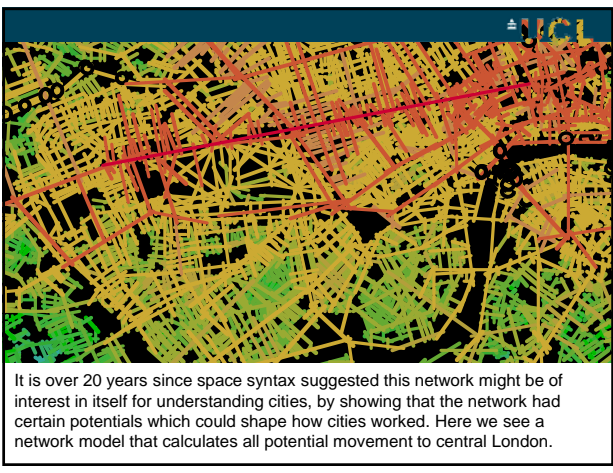 UCL
It is over 20 years since space syntax suggested this network might be of
interest in itself for understanding cities, by showing that the network had
certain potentials which could shape how cities worked. Here we see a
network model that calculates all potential movement to central London.